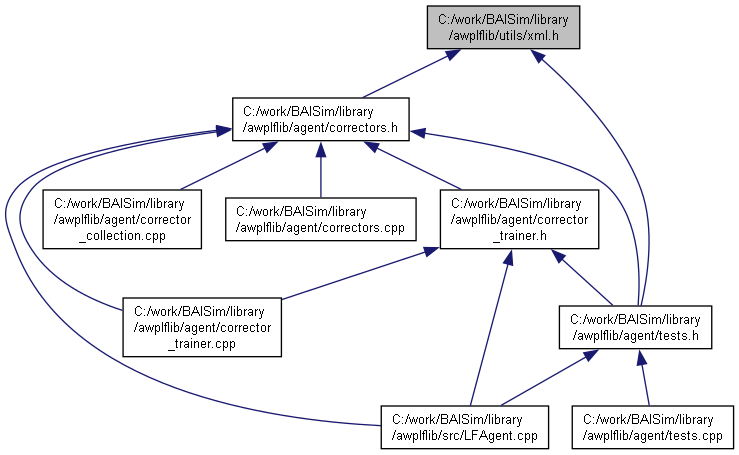 C:/work/BAISim/library
/awplflib/utils/xml.h
C:/work/BAISim/library
/awplflib/agent/correctors.h
C:/work/BAISim/library
/awplflib/agent/corrector
_collection.cpp
C:/work/BAISim/library
/awplflib/agent/correctors.cpp
C:/work/BAISim/library
/awplflib/agent/corrector
_trainer.h
C:/work/BAISim/library
/awplflib/agent/corrector
_trainer.cpp
C:/work/BAISim/library
/awplflib/agent/tests.h
C:/work/BAISim/library
/awplflib/src/LFAgent.cpp
C:/work/BAISim/library
/awplflib/agent/tests.cpp